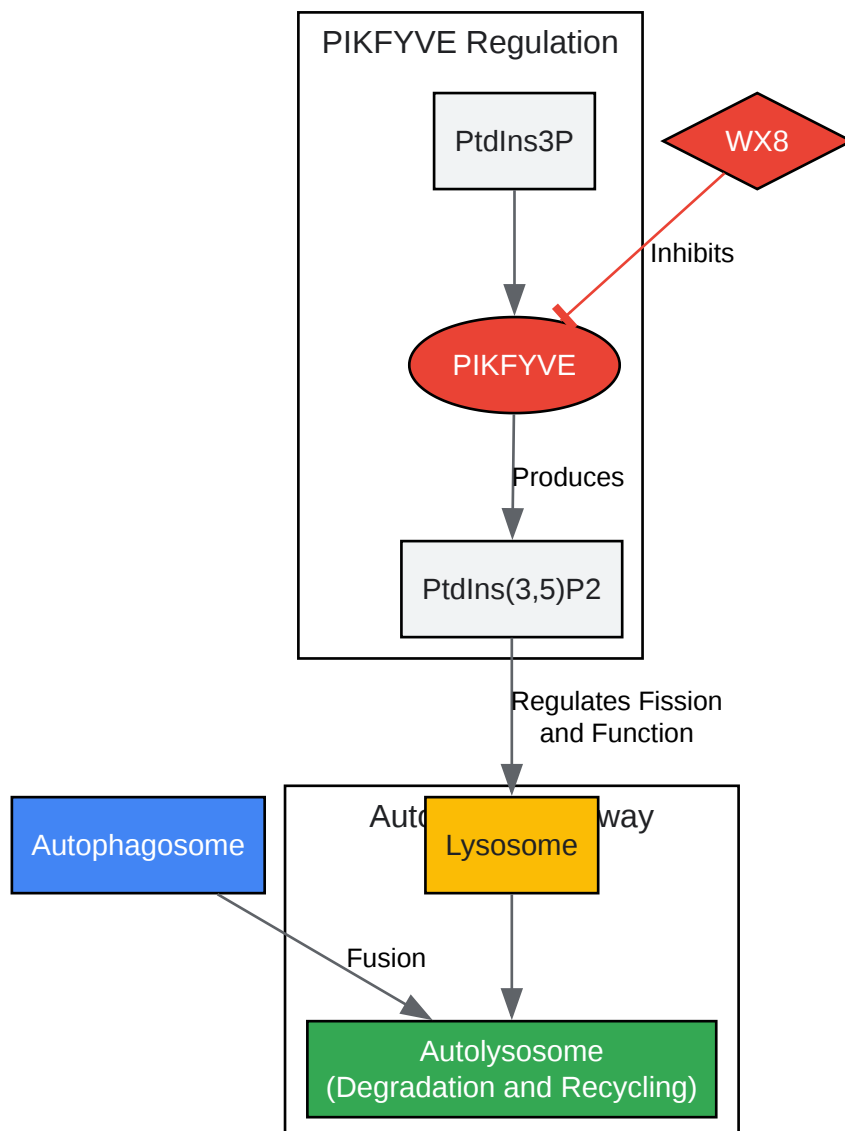 PIKFYVE Regulation
PtdIns3P
WX8
Inhibits
PIKFYVE
Produces
PtdIns(3,5)P2
Regulates Fission
and Function
Autophagosome
Lysosome
Fusion
Autolysosome
(Degradation and Recycling)